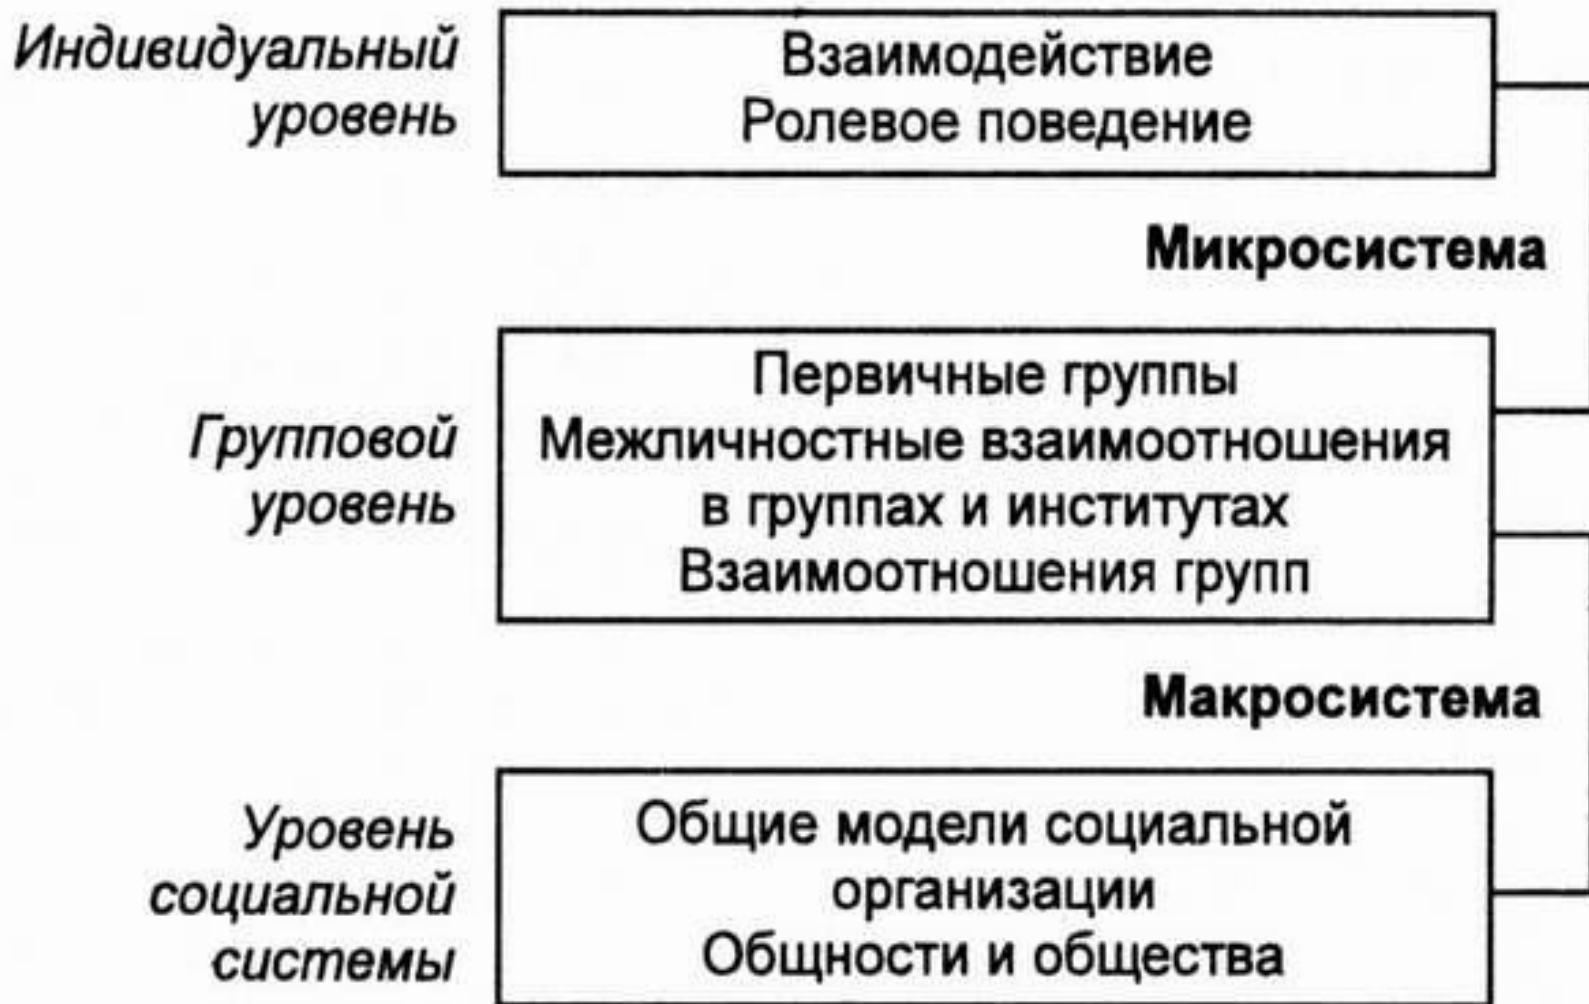 Индивидуальный
уровень
Взаимодействие
Ролевое поведение
Микросистема
Групповой
уровень
Первичные группы
Межличностные взаимоотношения
в группах и институтах
Взаимоотношения групп
Макросистема
Уровень
социальной
системы
Общие модели социальной
организации
Общности и общества